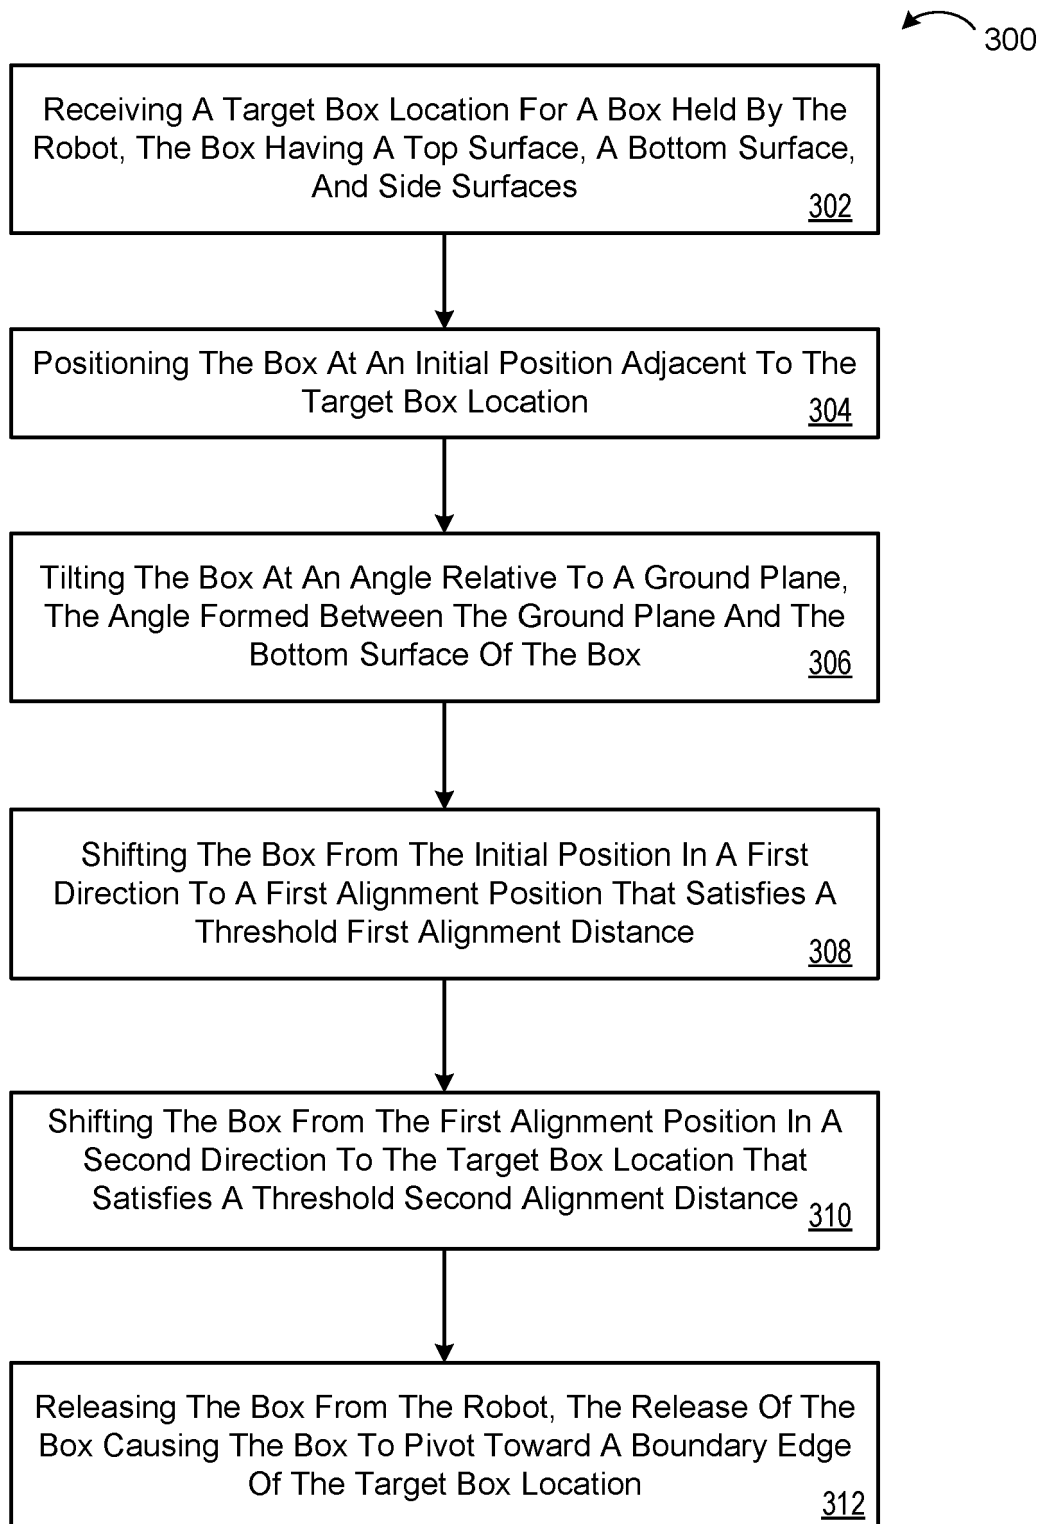 300
Receiving A Target Box Location For A Box Held By The
Robot, The Box Having A Top Surface, A Bottom Surface,
And Side Surfaces
302
Positioning The Box At An Initial Position Adjacent To The
Target Box Location
304
Tilting The Box At An Angle Relative To A Ground Plane,
The Angle Formed Between The Ground Plane And The
Bottom Surface Of The Box
306
Shifting The Box From The Initial Position In A First
Direction To A First Alignment Position That Satisfies A
Threshold First Alignment Distance
308
Shifting The Box From The First Alignment Position In A
Second Direction To The Target Box Location That
Satisfies A Threshold Second Alignment Distance
310
Releasing The Box From The Robot, The Release Of The
Box Causing The Box To Pivot Toward A Boundary Edge
Of The Target Box Location
312